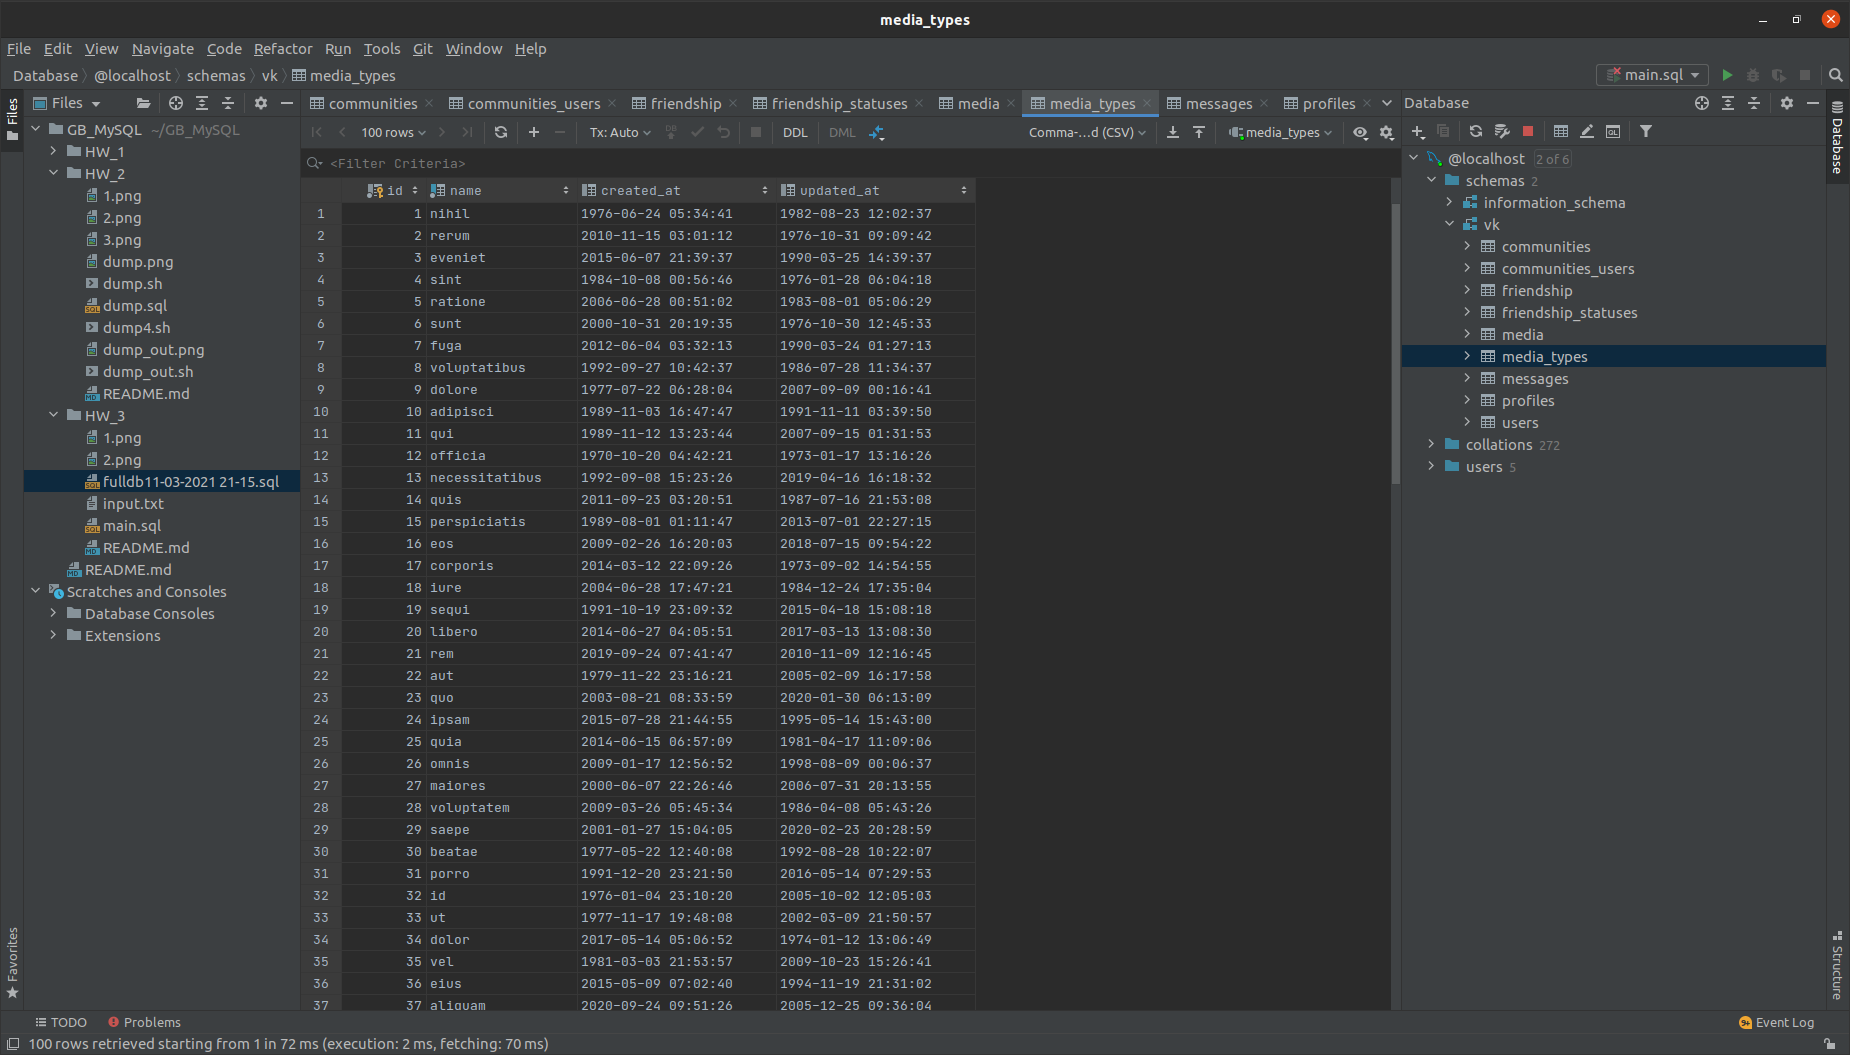 media_types
File Edit View Navigate Code Refactor Run Tools Git Window Help
Database @localhost schemas vk media_types
main.sql
Files
Files
communities communities_users friendship friendship_statuses media media_types messages profiles
Database
Database
GB_MySQL ~/GB_MySQL
HW_1
HW_2
1.png
2.png
3.png
dump.png
dump.sh
dump.sql
dump4.sh
dump_out.png
dump_out.sh
README.md
HW_3
1.png
2.png
fulldb11-03-2021 21-15.sql
input.txt
main.sql
README.md
README.md
Scratches and Consoles
Database Consoles
Extensions
100 rows Tx: Auto DDL DML Comma-...d (CSV) media_types
<Filter Criteria>
id name created_at updated_at
1 1 nihil 1976-06-24 05:34:41 1982-08-23 12:02:37
2 2 rerum 2010-11-15 03:01:12 1976-10-31 09:09:42
3 3 eveniet 2015-06-07 21:39:37 1990-03-25 14:39:37
4 4 sint 1984-10-08 00:56:46 1976-01-28 06:04:18
5 5 ratione 2006-06-28 00:51:02 1983-08-01 05:06:29
6 6 sunt 2000-10-31 20:19:35 1976-10-30 12:45:33
7 7 fuga 2012-06-04 03:32:13 1990-03-24 01:27:13
8 8 voluptatibus 1992-09-27 10:42:37 1986-07-28 11:34:37
9 9 dolore 1977-07-22 06:28:04 2007-09-09 00:16:41
10 10 adipisci 1989-11-03 16:47:47 1991-11-11 03:39:50
11 11 qui 1989-11-12 13:23:44 2007-09-15 01:31:53
12 12 officia 1970-10-20 04:42:21 1973-01-17 13:16:26
13 13 necessitatibus 1992-09-08 15:23:26 2019-04-16 16:18:32
14 14 quis 2011-09-23 03:20:51 1987-07-16 21:53:08
15 15 perspiciatis 1989-08-01 01:11:47 2013-07-01 22:27:15
16 16 eos 2009-02-26 16:20:03 2018-07-15 09:54:22
17 17 corporis 2014-03-12 22:09:26 1973-09-02 14:54:55
18 18 iure 2004-06-28 17:47:21 1984-12-24 17:35:04
19 19 sequi 1991-10-19 23:09:32 2015-04-18 15:08:18
20 20 libero 2014-06-27 04:05:51 2017-03-13 13:08:30
21 21 rem 2019-09-24 07:41:47 2010-11-09 12:16:45
22 22 aut 1979-11-22 23:16:21 2005-02-09 16:17:58
23 23 quo 2003-08-21 08:33:59 2020-01-30 06:13:09
24 24 ipsam 2015-07-28 21:44:55 1995-05-14 15:43:00
25 25 quia 2014-06-15 06:57:09 1981-04-17 11:09:06
26 26 omnis 2009-01-17 12:56:52 1998-08-09 00:06:37
27 27 maiores 2000-06-07 22:26:46 2006-07-31 20:13:55
28 28 voluptatem 2009-03-26 05:45:34 1986-04-08 05:43:26
29 29 saepe 2001-01-27 15:04:05 2020-02-23 20:28:59
30 30 beatae 1977-05-22 12:40:08 1992-08-28 10:22:07
31 31 porro 1991-12-20 23:21:50 2016-05-14 07:29:53
32 32 id 1976-01-04 23:10:20 2005-10-02 12:05:03
33 33 ut 1977-11-17 19:48:08 2002-03-09 21:50:57
34 34 dolor 2017-05-14 05:06:52 1974-01-12 13:06:49
35 35 vel 1981-03-03 21:53:57 2009-10-23 15:26:41
36 36 eius 2015-05-09 07:02:40 1994-11-19 21:31:02
37 37 aliquam 2020-09-24 09:51:26 2005-12-25 09:36:04
@localhost 2 of 6
schemas 2
information_schema
vk
communities
communities_users
friendship
friendship_statuses
media
media_types
messages
profiles
users
collations 272
users 5
Favorites
Structure
TODO Problems
9+ Event Log
100 rows retrieved starting from 1 in 72 ms (execution: 2 ms, fetching: 70 ms)